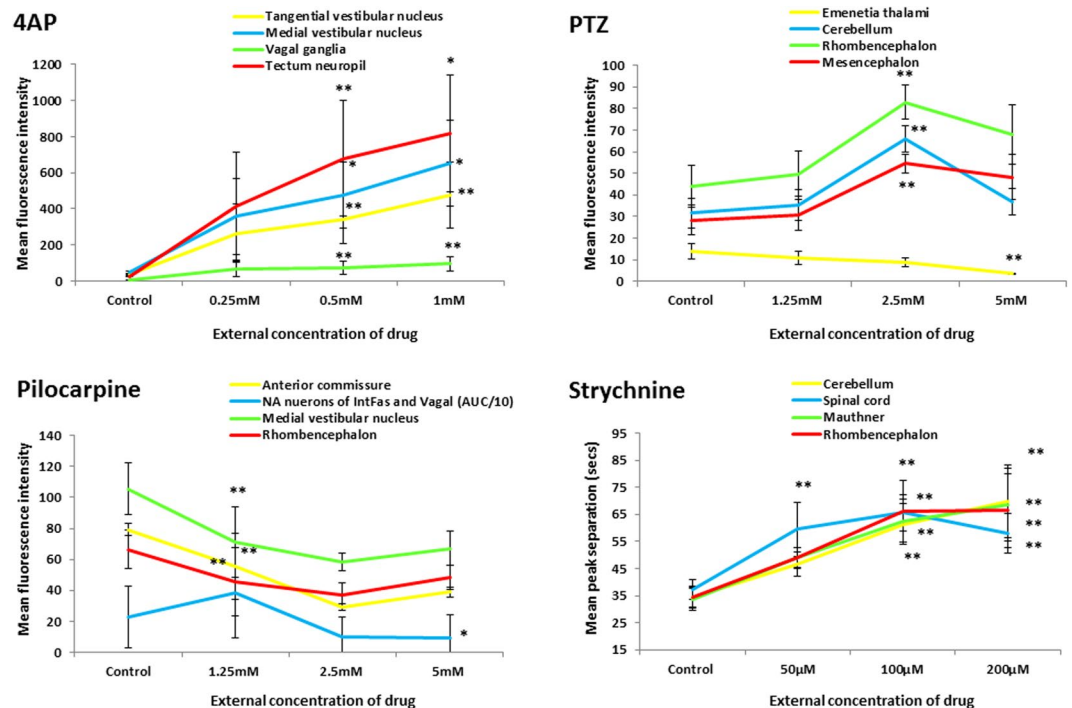 4AP
Tangential vestibular nucleus
Medial vestibular nucleus
Vagal ganglia
Tectum neuropil
Mean fluorescence intensity
1200
1000
800
600
400
200
0
** * * * ** ** ** **
Control 0.25mM 0.5mM 1mM
External concentration of drug
PTZ
Emenetia thalami
Cerebellum
Rhombencephalon
Mesencephalon
Mean fluorescence intensity
100
90
80
70
60
50
40
30
20
10
0
** ** ** **
Control 1.25mM 2.5mM 5mM
External concentration of drug
Pilocarpine
Anterior commissure
NA nuerons of IntFas and Vagal (AUC/10)
Medial vestibular nucleus
Rhombencephalon
Mean fluorescence intensity
140
120
100
80
60
40
20
0
** ** ** *
Control 1.25mM 2.5mM 5mM
External concentration of drug
Strychnine
Cerebellum
Spinal cord
Mauthner
Rhombencephalon
Mean peak separation (secs)
95
85
75
65
55
45
35
25
15
** ** ** ** ** ** ** ** **
Control 50µM 100µM 200µM
External concentration of drug